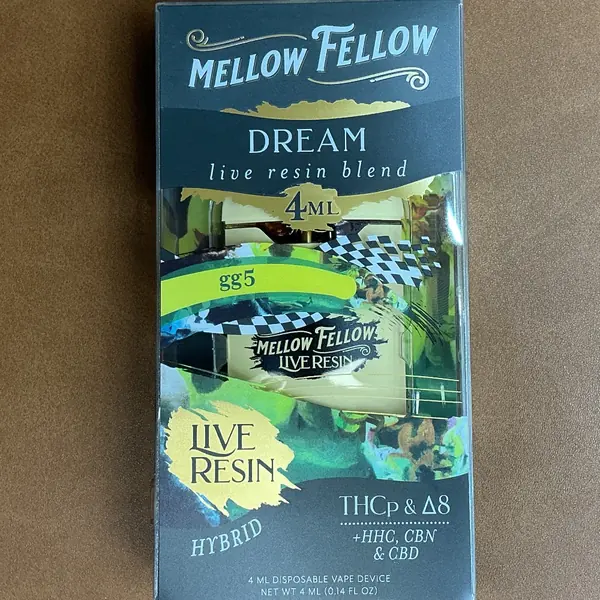 MELLOW FELLOW
DREAM
live resin blend
4ML
gg5
MELLOW FELLOW
LIVE RESIN
LIVE
RESIN
HYBRID
THCp & Δ8
+HHC, CBN
& CBD
4 ML DISPOSABLE VAPE DEVICE
NET WT 4 ML (0.14 FL OZ)